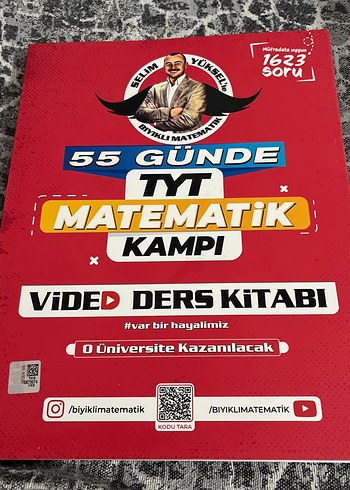 Müfredata uygun
1623
soru
SELİM YÜKSEL'le
BIYIKLI MATEMATİK
55 GÜNDE
TYT
MATEMATİK
KAMPI
VİDEO DERS KİTABI
#var bir hayalimiz
O Üniversite Kazanılacak
/biyiklimatematik
KODU TARA
/BIYIKLIMATEMATİK